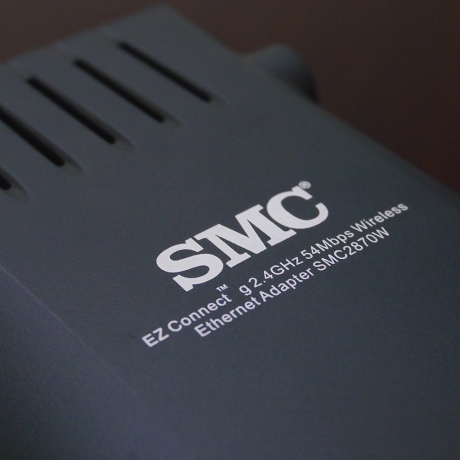 SMC®
EZ Connect™ g 2.4GHz 54Mbps Wireless
Ethernet Adapter SMC2870W